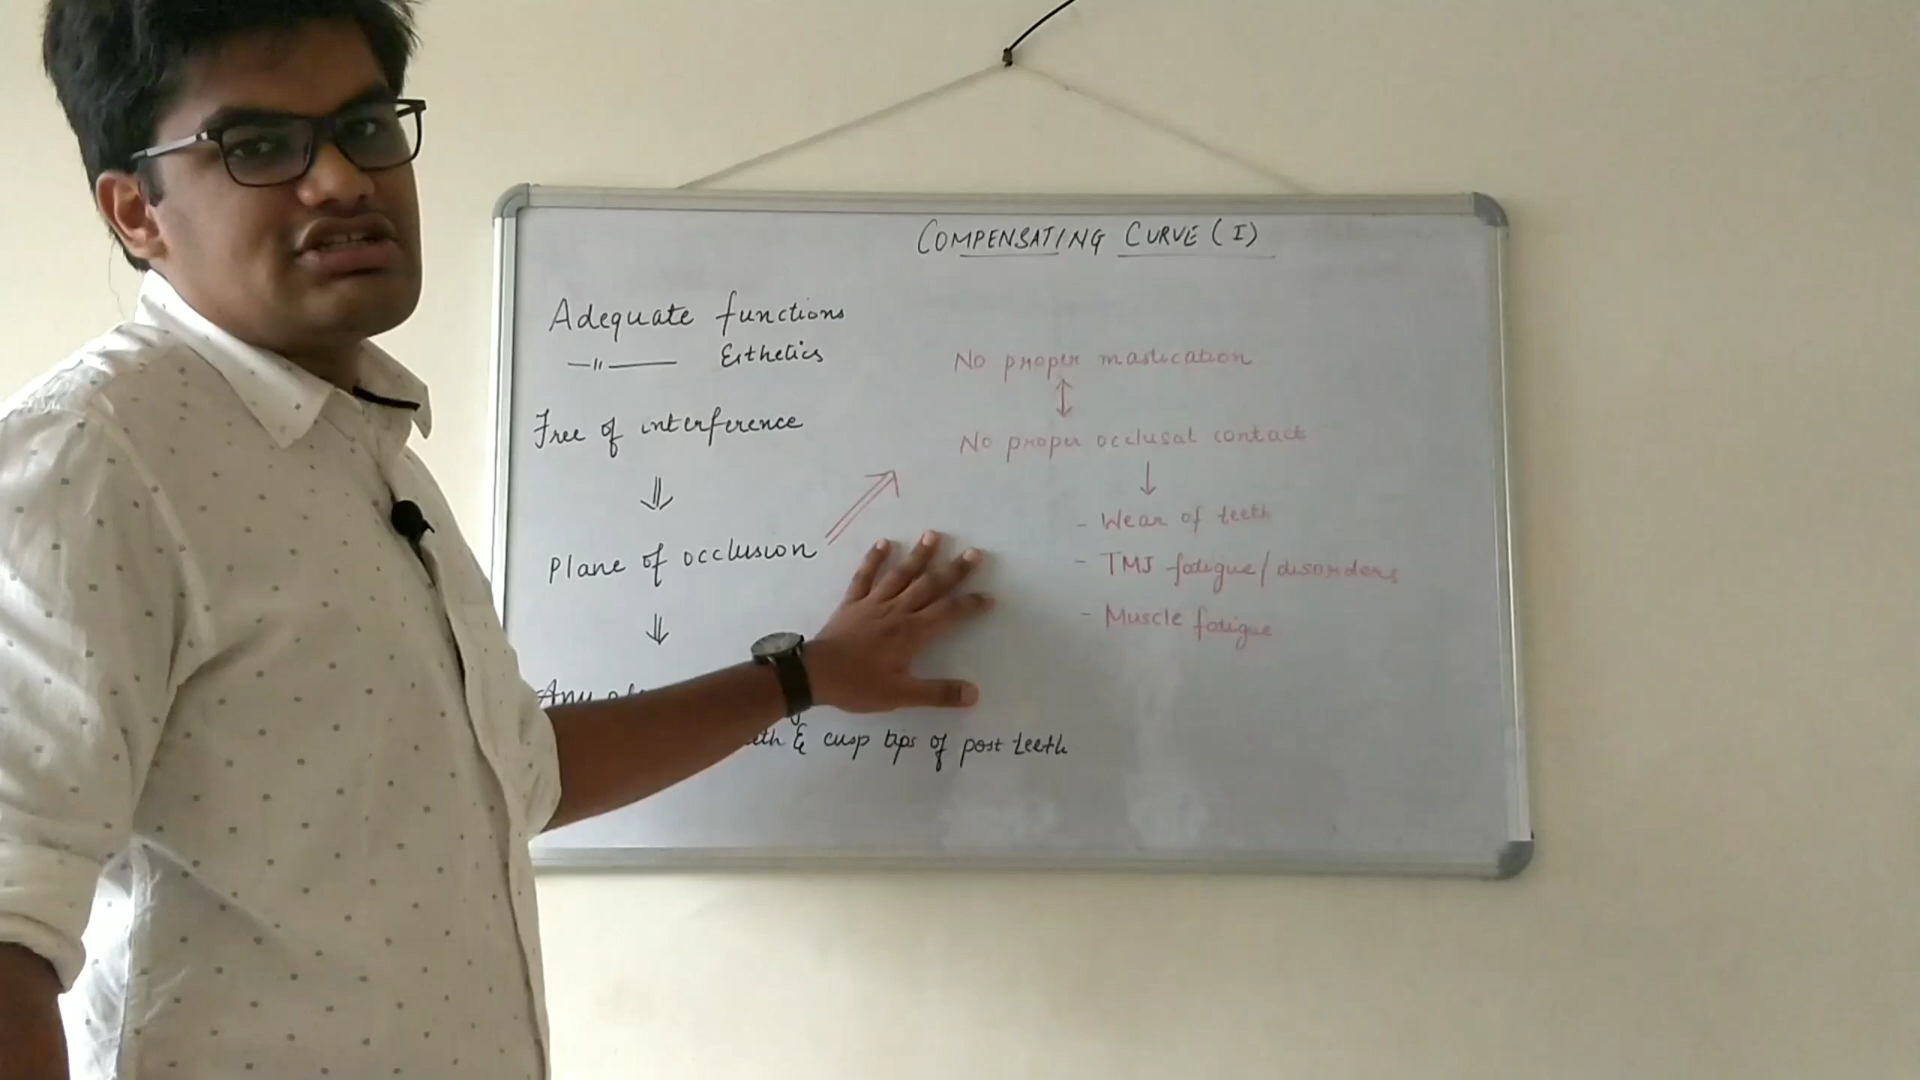 COMPENSATING CURVE (I)
Adequate functions
—"— Esthetics
Free of interference
⇓
Plane of occlusion
⇓
Any
& cusp tips of post teeth
No proper mastication
↕
No proper occlusal contact
↓
- Wear of teeth
- TMJ fatigue/disorders
- Muscle fatigue